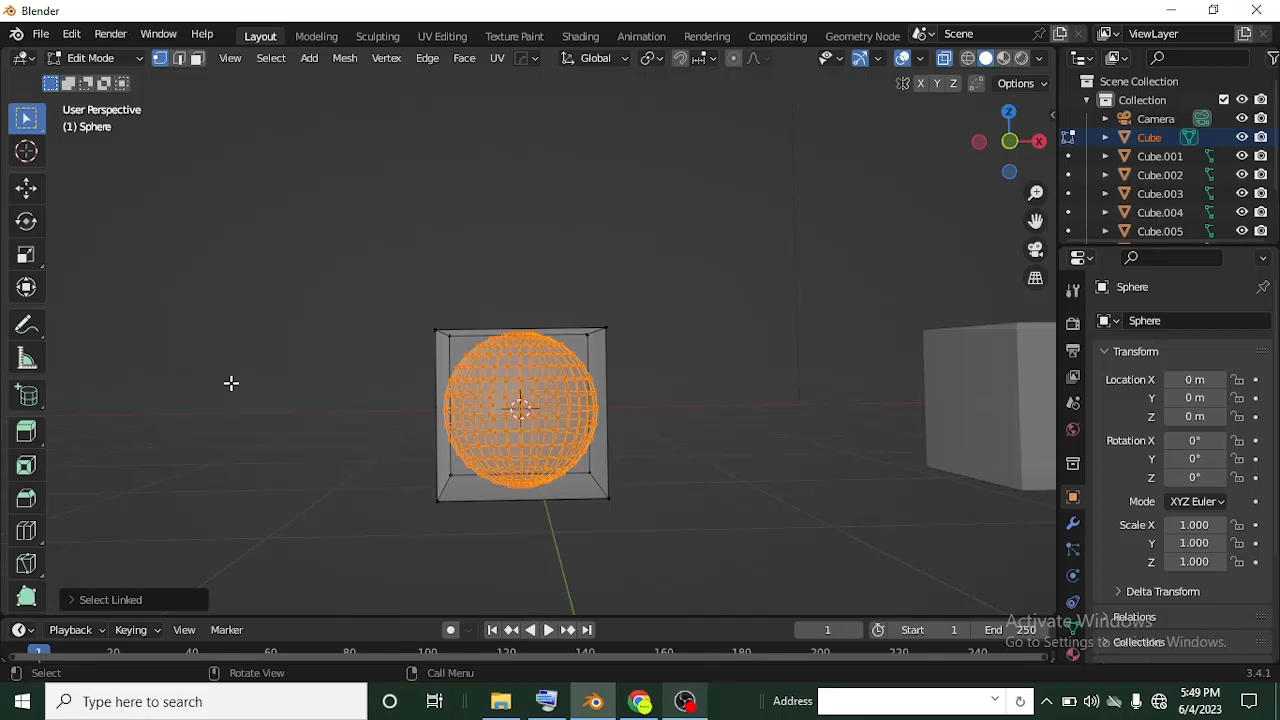 Blender
File Edit Render Window Help Layout Modeling Sculpting UV Editing Texture Paint Shading Animation Rendering Compositing Geometry Node Scene ViewLayer
Edit Mode View Select Add Mesh Vertex Edge Face UV Global
X Y Z Options
User Perspective
(1) Sphere
Z
X
Select Linked
Scene Collection
Collection
Camera
Cube
Cube.001
Cube.002
Cube.003
Cube.004
Cube.005
Sphere
Sphere
Transform
Location X 0 m
Y 0 m
Z 0 m
Rotation X 0°
Y 0°
Z 0°
Mode XYZ Euler
Scale X 1.000
Y 1.000
Z 1.000
Delta Transform
Relations
Collections
Activate Windows
Go to Settings to activate Windows.
Playback Keying View Marker 1 Start 1 End 250
1 20 40 60 80 100 120 140 160 180 200 220 240
Select Rotate View Call Menu 3.4.1
Type here to search Address 5:49 PM
6/4/2023